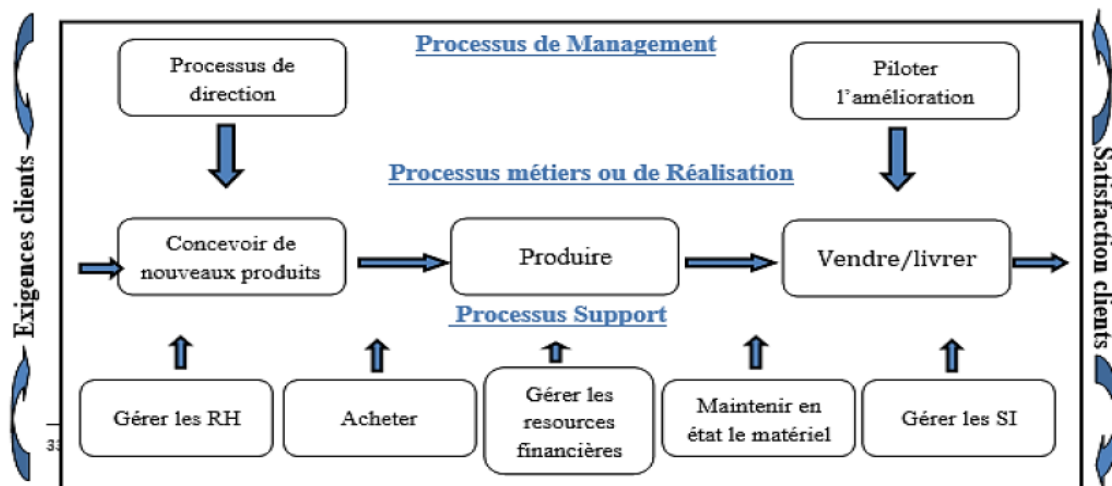 Processus de Management
Processus de
direction
Piloter
l'amélioration
Processus métiers ou de Réalisation
Exigences clients
Concevoir de
nouveaux produits
Produire
Vendre/livrer
Satisfaction clients
Processus Support
Gérer les RH
Acheter
Gérer les
resources
financières
Maintenir en
état le matériel
Gérer les SI